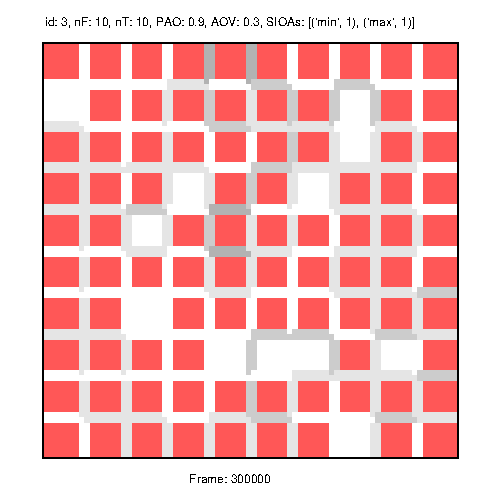 id: 3, nF: 10, nT: 10, PAO: 0.9, AOV: 0.3, SIOAs: [('min', 1), ('max', 1)]
Frame: 300000